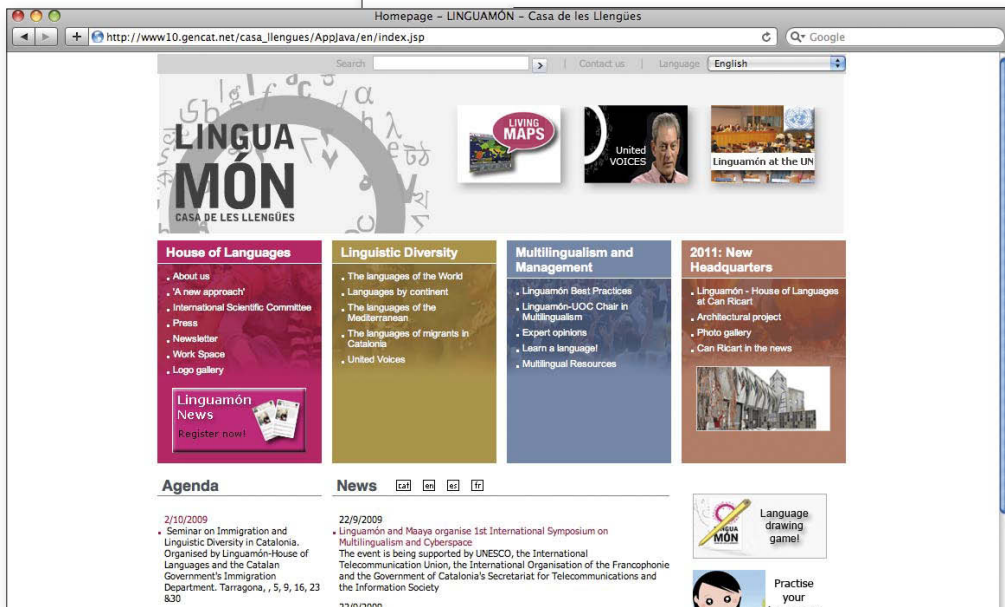 Homepage – LINGUAMÓN – Casa de les Llengües
http://www10.gencat.net/casa_llengues/AppJava/en/index.jsp
Google
Search
Contact us
Language
English
LINGUA
MÓN
CASA DE LES LLENGÜES
LIVING
MAPS
United
VOICES
Linguamón at the UN
House of Languages
. About us
. 'A new approach'
. International Scientific Committee
. Press
. Newsletter
. Work Space
. Logo gallery
Linguamón
News
Register now!
Linguistic Diversity
. The languages of the World
. Languages by continent
. The languages of the
Mediterranean
. The languages of migrants in
Catalonia
. United Voices
Multilingualism and
Management
. Linguamón Best Practices
. Linguamón-UOC Chair in
Multilingualism
. Expert opinions
. Learn a language!
. Multilingual Resources
2011: New
Headquarters
. Linguamón - House of Languages
at Can Ricart
. Architectural project
. Photo gallery
. Can Ricart in the news
Agenda
2/10/2009
. Seminar on Immigration and
Linguistic Diversity in Catalonia.
Organised by Linguamón-House of
Languages and the Catalan
Government's Immigration
Department. Tarragona, , 5, 9, 16, 23
&30
News cat en es fr
22/9/2009
. Linguamón and Maaya organise 1st International Symposium on
Multilingualism and Cyberspace
The event is being supported by UNESCO, the International
Telecommunication Union, the International Organisation of the Francophonie
and the Government of Catalonia's Secretariat for Telecommunications and
the Information Society
22/9/2009
LINGUA
MÓN
Language
drawing
game!
Practise
your